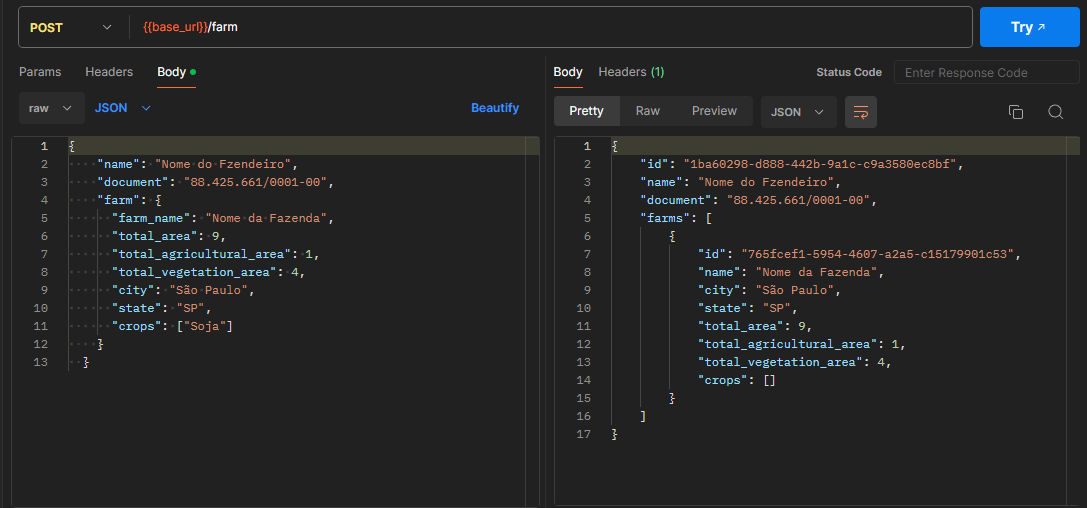 POST {{base_url}}/farm Try ↗
Params Headers Body
raw JSON Beautify
1 {
2 "name": "Nome do Fzendeiro",
3 "document": "88.425.661/0001-00",
4 "farm": {
5 "farm_name": "Nome da Fazenda",
6 "total_area": 9,
7 "total_agricultural_area": 1,
8 "total_vegetation_area": 4,
9 "city": "São Paulo",
10 "state": "SP",
11 "crops": ["Soja"]
12 }
13 }
Body Headers (1) Status Code Enter Response Code
Pretty Raw Preview JSON
1 {
2 "id": "1ba60298-d888-442b-9a1c-c9a3580ec8bf",
3 "name": "Nome do Fzendeiro",
4 "document": "88.425.661/0001-00",
5 "farms": [
6 {
7 "id": "765fcef1-5954-4607-a2a5-c15179901c53",
8 "name": "Nome da Fazenda",
9 "city": "São Paulo",
10 "state": "SP",
11 "total_area": 9,
12 "total_agricultural_area": 1,
13 "total_vegetation_area": 4,
14 "crops": []
15 }
16 ]
17 }